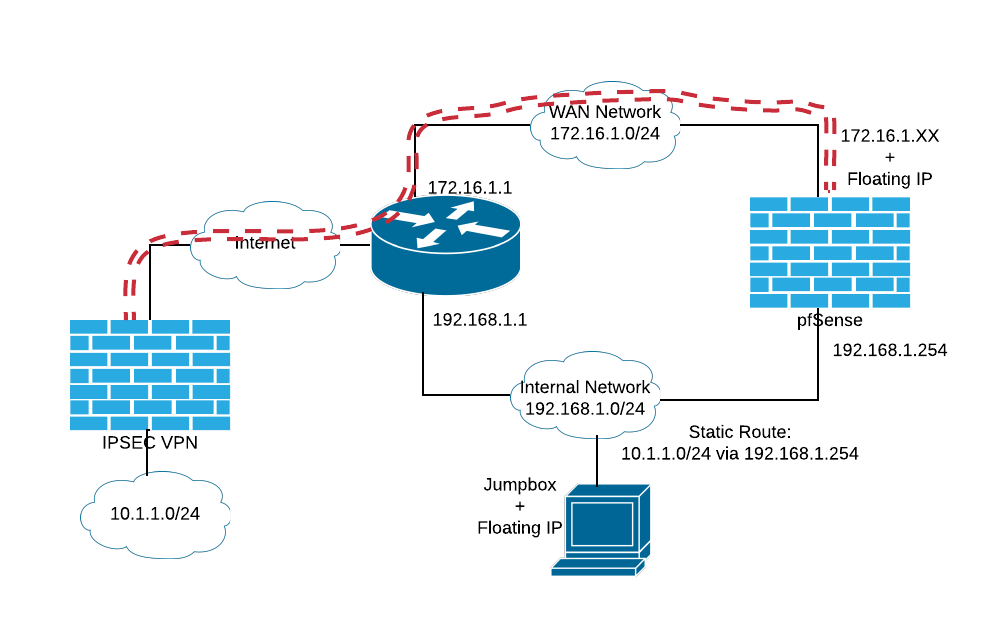 WAN Network
172.16.1.0/24
172.16.1.XX
+
Floating IP
172.16.1.1
Internet
pfSense
192.168.1.1
192.168.1.254
Internal Network
192.168.1.0/24
IPSEC VPN
Static Route:
10.1.1.0/24 via 192.168.1.254
Jumpbox
+
Floating IP
10.1.1.0/24